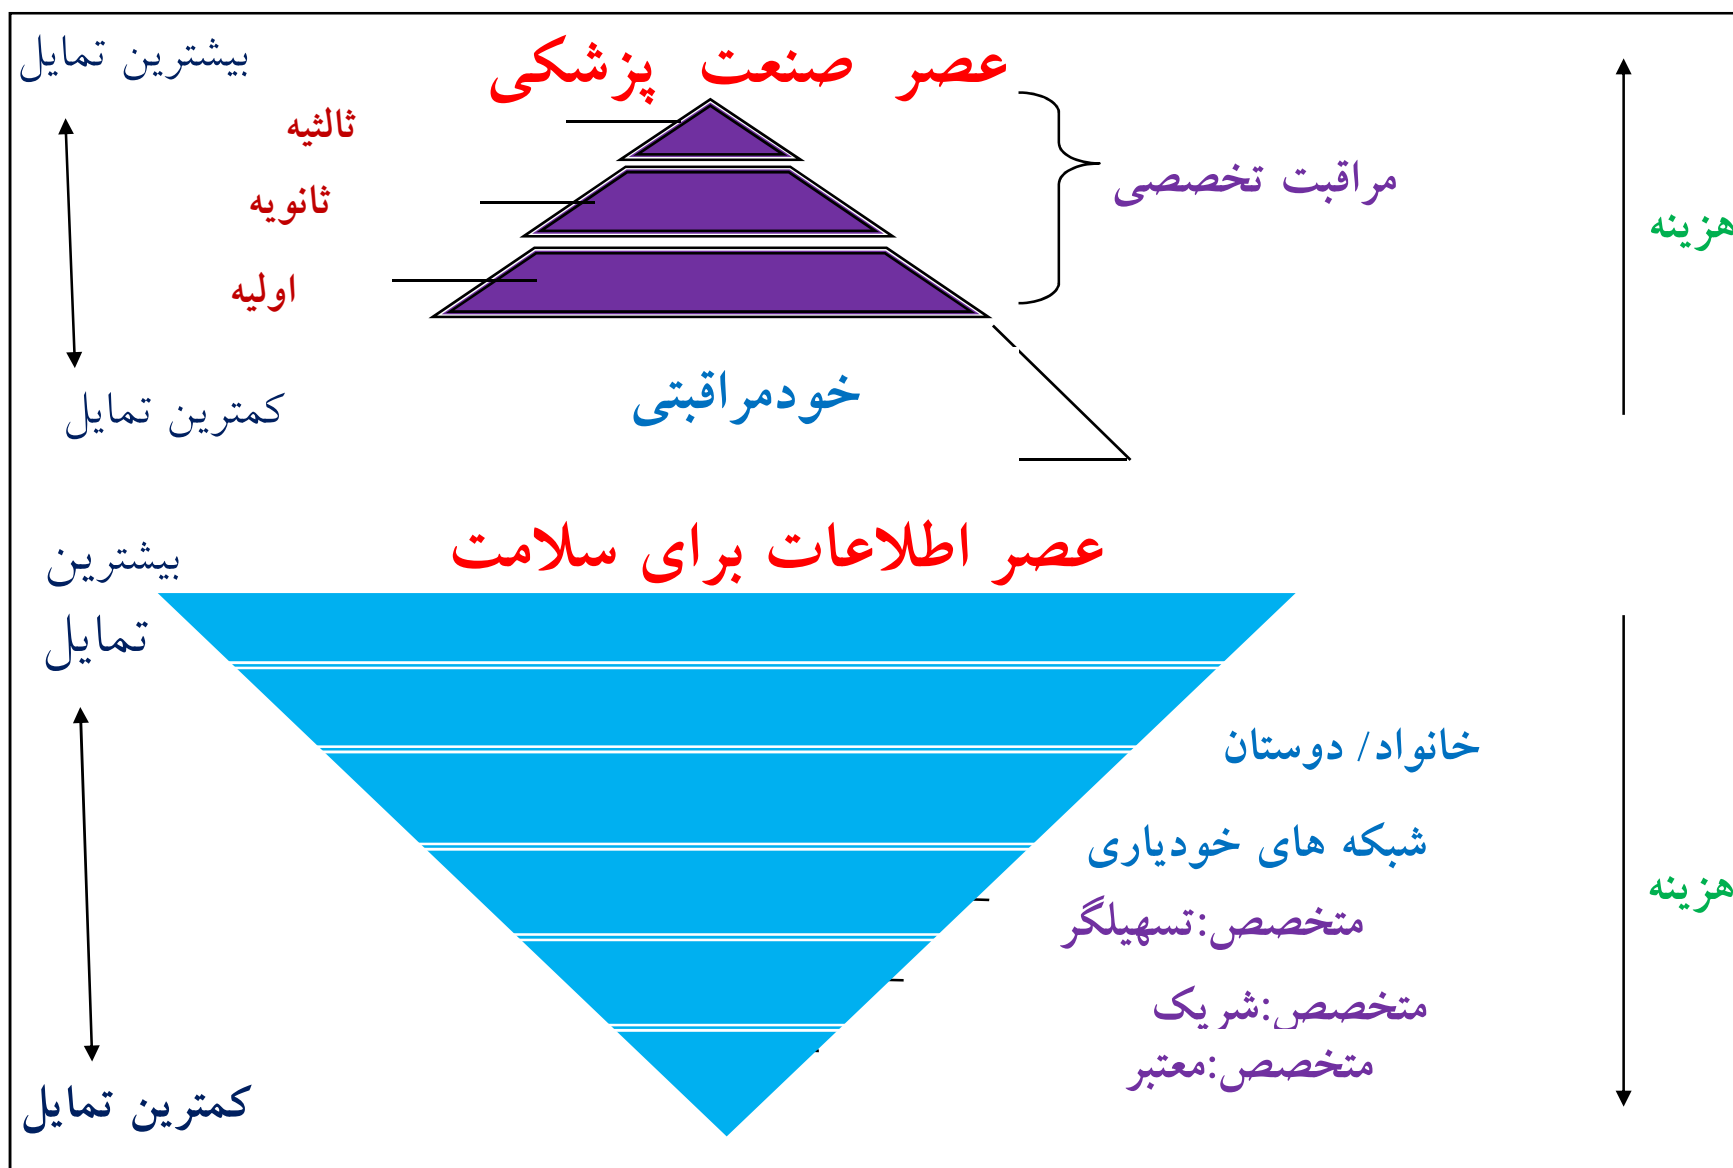 عصر صنعت پزشکی
بیشترین تمایل
ثالثیه
مراقبت تخصصی
ثانویه
هزینه
اولیه
خودمراقبتی
کمترین تمایل
عصر اطلاعات برای سلامت
بیشترین
تمایل
خانواد/ دوستان
شبکه های خودیاری
هزینه
متخصص:تسهیلگر
متخصص:شریک
متخصص:معتبر
کمترین تمایل